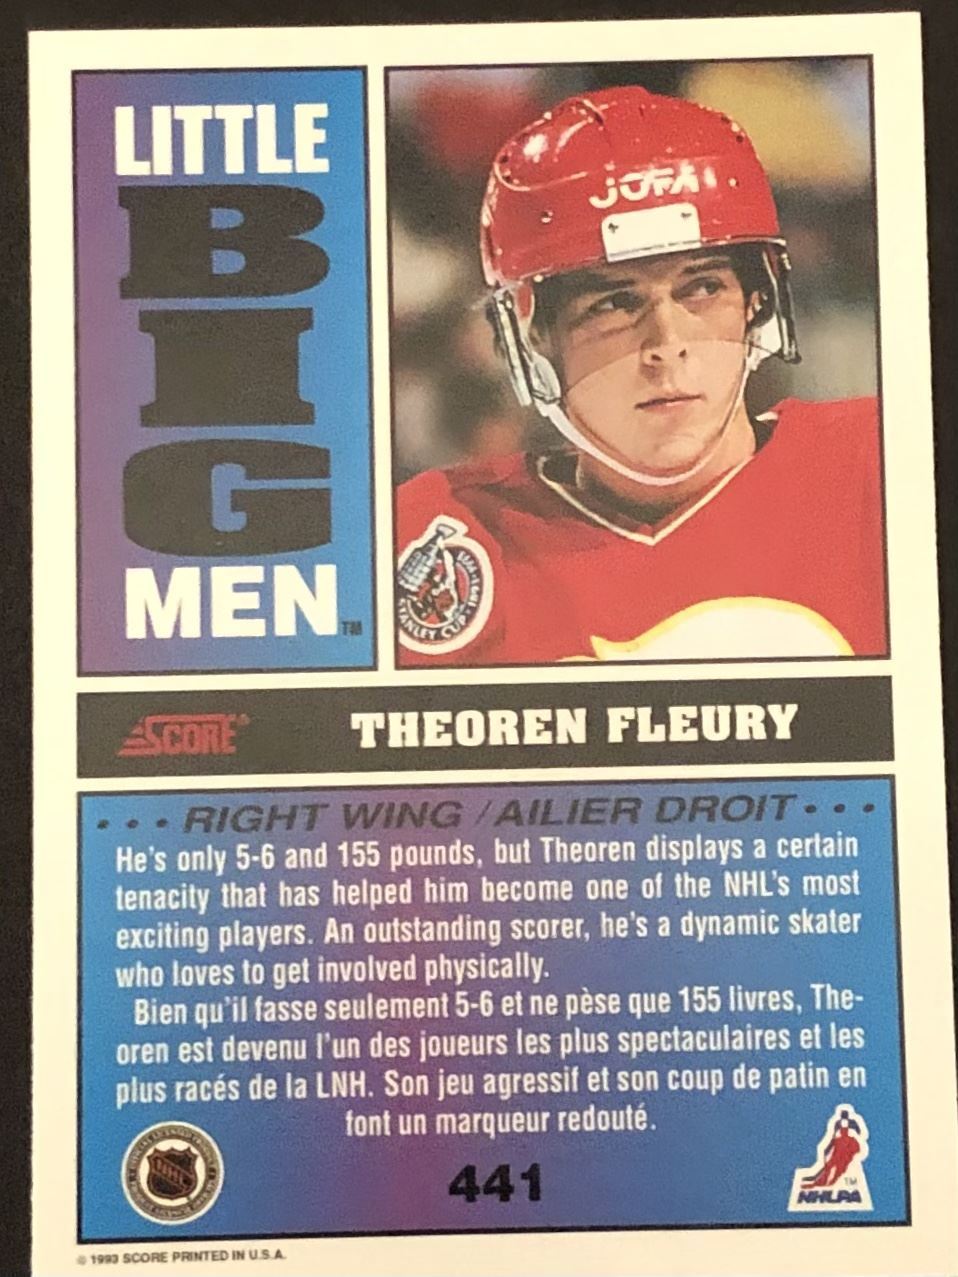 LITTLE
BIG
MEN™
JOFA
STANLEY CUP
SCORE® THEOREN FLEURY
• • • RIGHT WING / AILIER DROIT • • •
He's only 5-6 and 155 pounds, but Theoren displays a certain
tenacity that has helped him become one of the NHL's most
exciting players. An outstanding scorer, he's a dynamic skater
who loves to get involved physically.
Bien qu'il fasse seulement 5-6 et ne pèse que 155 livres, The-
oren est devenu l'un des joueurs les plus spectaculaires et les
plus racés de la LNH. Son jeu agressif et son coup de patin en
font un marqueur redouté.
NHL
441
TM
NHLPA
© 1993 SCORE PRINTED IN U.S.A.